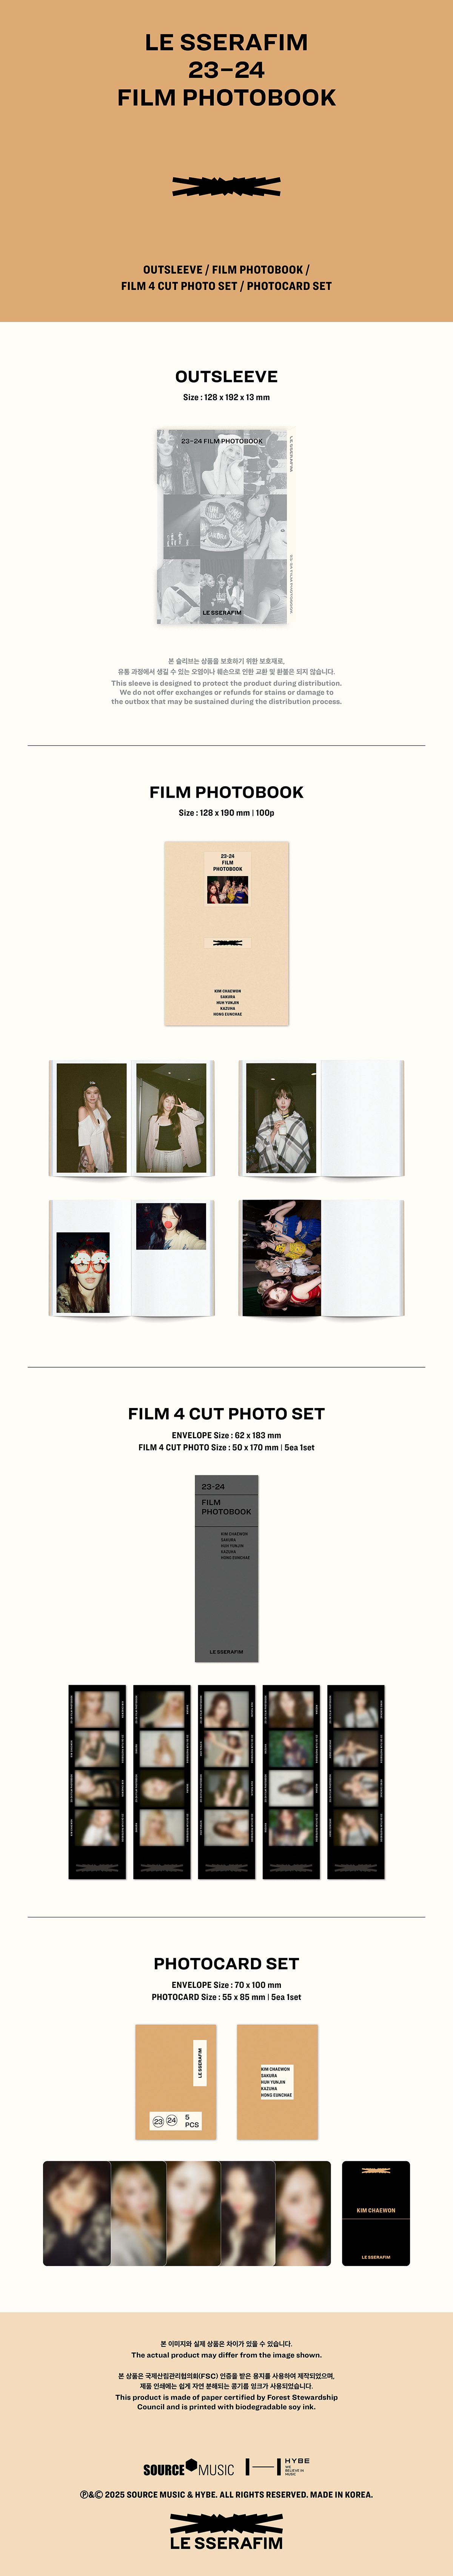 LE SSERAFIM
23–24
FILM PHOTOBOOK
OUTSLEEVE / FILM PHOTOBOOK /
FILM 4 CUT PHOTO SET / PHOTOCARD SET
OUTSLEEVE
Size : 128 x 192 x 13 mm
23–24 FILM PHOTOBOOK
LE SSERAFIM
23–24 FILM PHOTOBOOK
LE SSERAFIM
본 슬리브는 상품을 보호하기 위한 보호재로,
유통 과정에서 생길 수 있는 오염이나 훼손으로 인한 교환 및 환불은 되지 않습니다.
This sleeve is designed to protect the product during distribution.
We do not offer exchanges or refunds for stains or damage to
the outbox that may be sustained during the distribution process.
FILM PHOTOBOOK
Size : 128 x 190 mm | 100p
23-24
FILM
PHOTOBOOK
KIM CHAEWON
SAKURA
HUH YUNJIN
KAZUHA
HONG EUNCHAE
FILM 4 CUT PHOTO SET
ENVELOPE Size : 62 x 183 mm
FILM 4 CUT PHOTO Size : 50 x 170 mm | 5ea 1set
23-24
FILM
PHOTOBOOK
KIM CHAEWON
SAKURA
HUH YUNJIN
KAZUHA
HONG EUNCHAE
LE SSERAFIM
PHOTOCARD SET
ENVELOPE Size : 70 x 100 mm
PHOTOCARD Size : 55 x 85 mm | 5ea 1set
LE SSERAFIM
23 24 5
PCS
KIM CHAEWON
SAKURA
HUH YUNJIN
KAZUHA
HONG EUNCHAE
KIM CHAEWON
LE SSERAFIM
본 이미지와 실제 상품은 차이가 있을 수 있습니다.
The actual product may differ from the image shown.
본 상품은 국제산림관리협의회(FSC) 인증을 받은 용지를 사용하여 제작되었으며,
제품 인쇄에는 쉽게 자연 분해되는 콩기름 잉크가 사용되었습니다.
This product is made of paper certified by Forest Stewardship
Council and is printed with biodegradable soy ink.
SOURCE MUSIC
HYBE
WE
BELIEVE IN
MUSIC
Ⓟ&© 2025 SOURCE MUSIC & HYBE. ALL RIGHTS RESERVED. MADE IN KOREA.
LE SSERAFIM